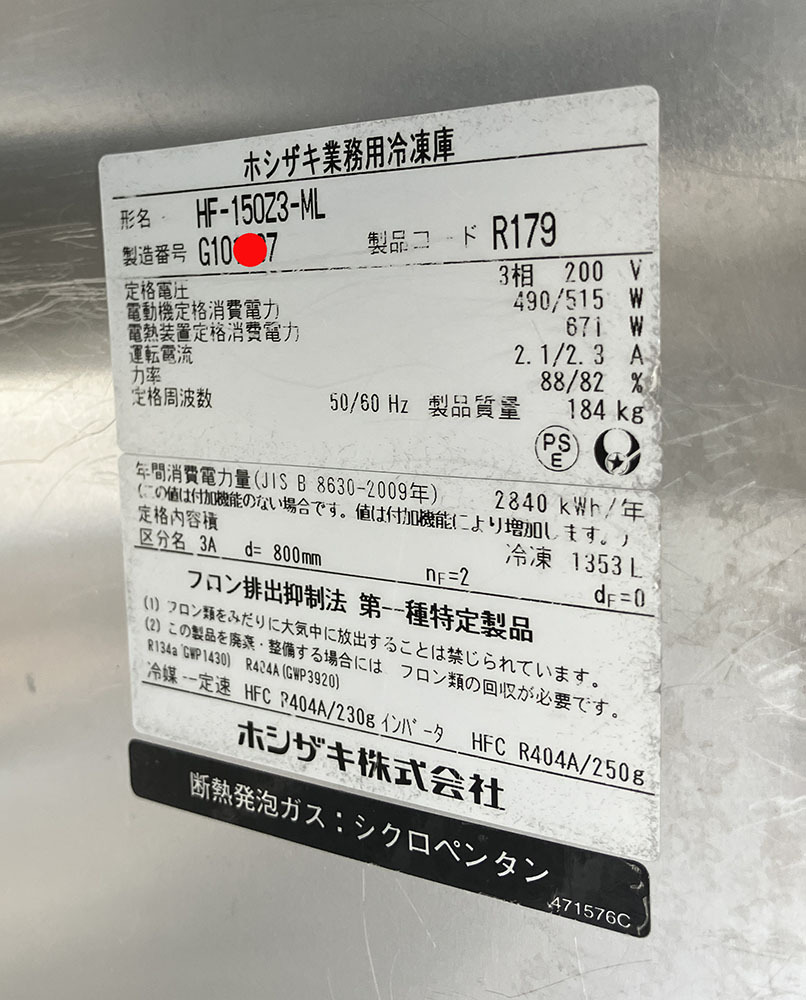 ホシザキ業務用冷凍庫
形名 HF-150Z3-ML
製造番号 G10 7 製品コード R179
定格電圧 3相 200 V
電動機定格消費電力 490/515 W
電熱装置定格消費電力 671 W
運転電流 2.1/2.3 A
力率 88/82 %
定格周波数 50/60 Hz 製品質量 184 kg
PS
E
年間消費電力量(JIS B 8630-2009年) 2840 kWh/年
(この値は付加機能のない場合です。値は付加機能により増加します。)
定格内容積 冷凍 1353 L
区分名 3A d= 800mm nF=2 dF=0
フロン排出抑制法 第一種特定製品
(1) フロン類をみだりに大気中に放出することは禁じられています。
(2) この製品を廃棄・整備する場合には フロン類の回収が必要です。
R134a(GWP1430) R404A(GWP3920)
冷媒 一定速 HFC R404A/230g インバータ HFC R404A/250g
ホシザキ株式会社
断熱発泡ガス:シクロペンタン
471576C